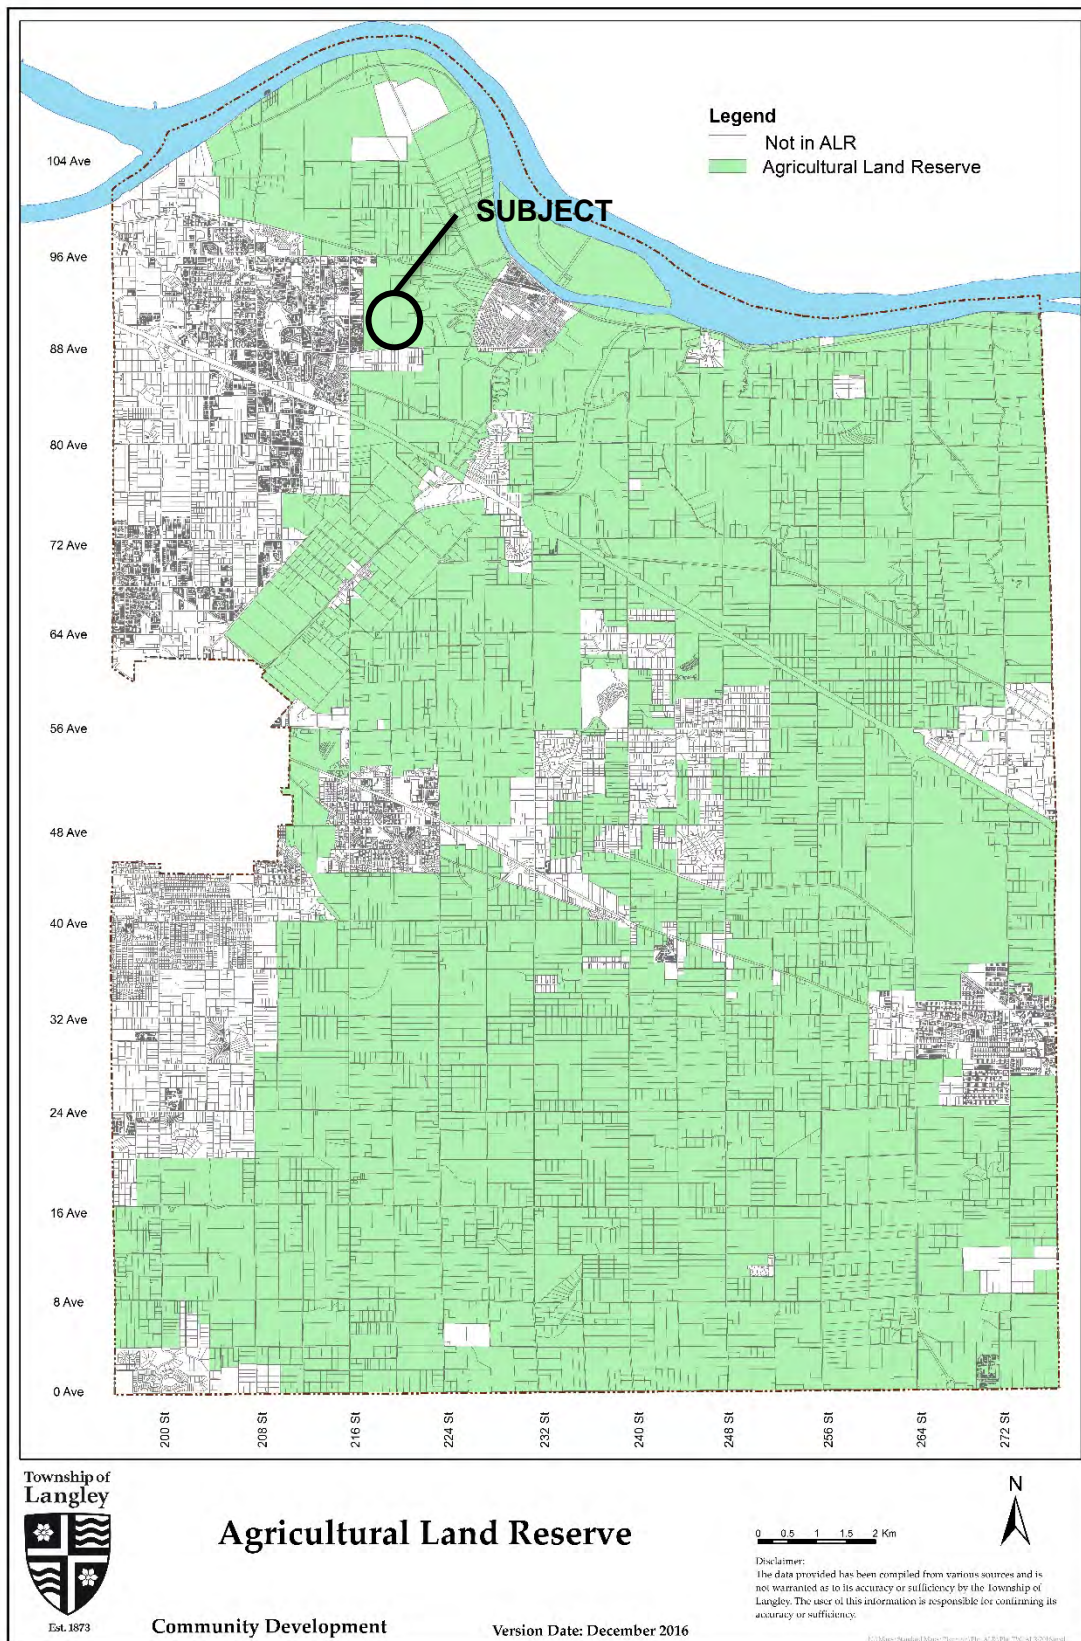 Legend
Not in ALR
Agricultural Land Reserve
SUBJECT
104 Ave
96 Ave
88 Ave
80 Ave
72 Ave
64 Ave
56 Ave
48 Ave
40 Ave
32 Ave
24 Ave
16 Ave
8 Ave
0 Ave
200 St
208 St
216 St
224 St
232 St
240 St
248 St
256 St
264 St
272 St
Township of
Langley
Est. 1873
Agricultural Land Reserve
Community Development
Version Date: December 2016
0 0.5 1 1.5 2 Km
N
Disclaimer:
The data provided has been compiled from various sources and is
not warranted as to its accuracy or sufficiency by the Township of
Langley. The user of this information is responsible for confirming its
accuracy or sufficiency.